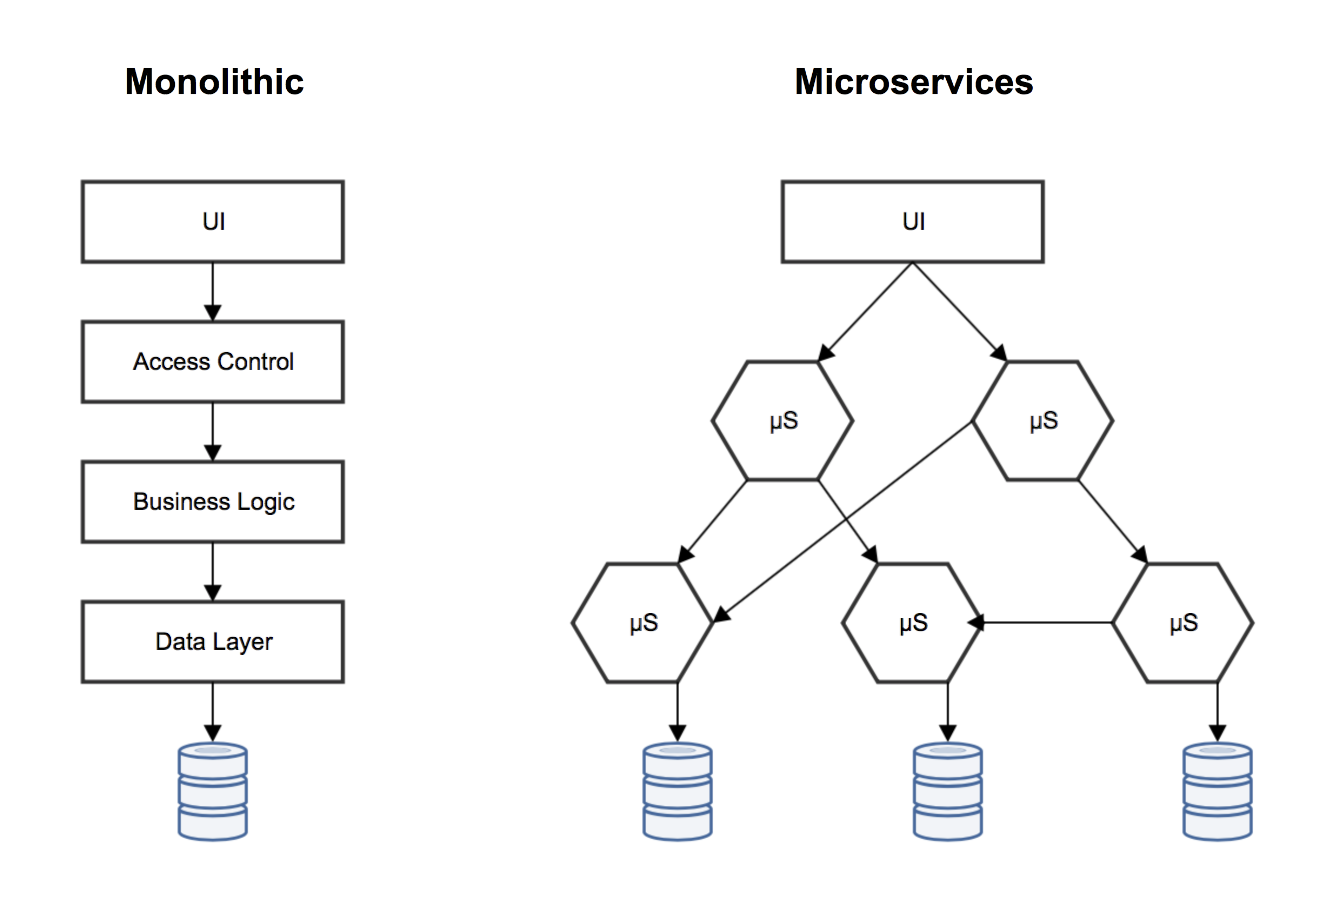 Monolithic
UI
Access Control
Business Logic
Data Layer
Microservices
UI
µS
µS
µS
µS
µS